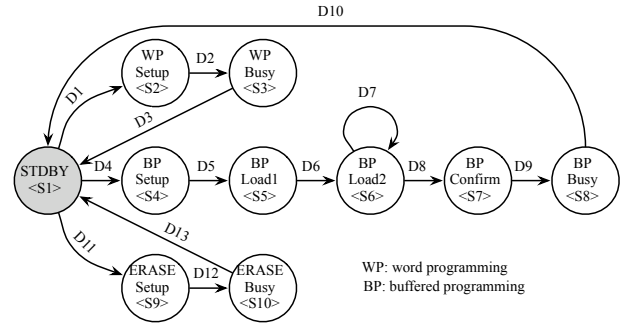 D10
WP
Setup
<S2>
D2
WP
Busy
<S3>
D1
D3
D7
STDBY
<S1>
D4
BP
Setup
<S4>
D5
BP
Load1
<S5>
D6
BP
Load2
<S6>
D8
BP
Confirm
<S7>
D9
BP
Busy
<S8>
D11
D13
ERASE
Setup
<S9>
D12
ERASE
Busy
<S10>
WP: word programming
BP: buffered programming